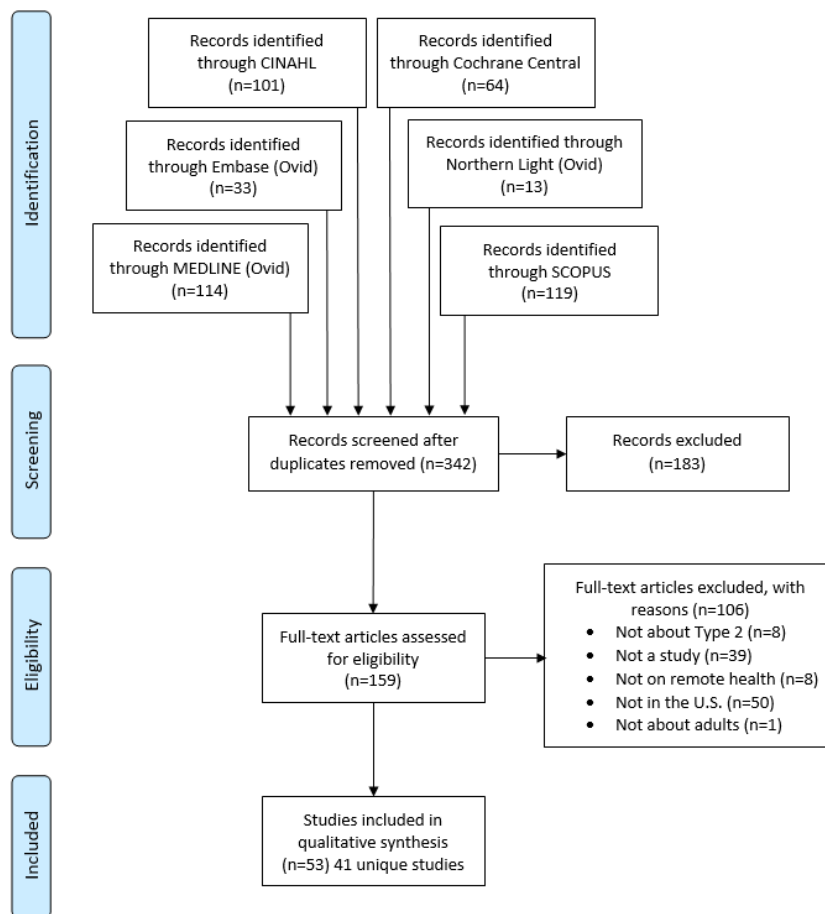 Identification
Records identified
through CINAHL
(n=101)
Records identified
through Cochrane Central
(n=64)
Records identified
through Embase (Ovid)
(n=33)
Records identified through
Northern Light (Ovid)
(n=13)
Records identified
through MEDLINE (Ovid)
(n=114)
Records identified
through SCOPUS
(n=119)
Screening
Records screened after
duplicates removed (n=342)
Records excluded
(n=183)
Eligibility
Full-text articles assessed
for eligibility
(n=159)
Full-text articles excluded, with
reasons (n=106)
• Not about Type 2 (n=8)
• Not a study (n=39)
• Not on remote health (n=8)
• Not in the U.S. (n=50)
• Not about adults (n=1)
Included
Studies included in
qualitative synthesis
(n=53) 41 unique studies